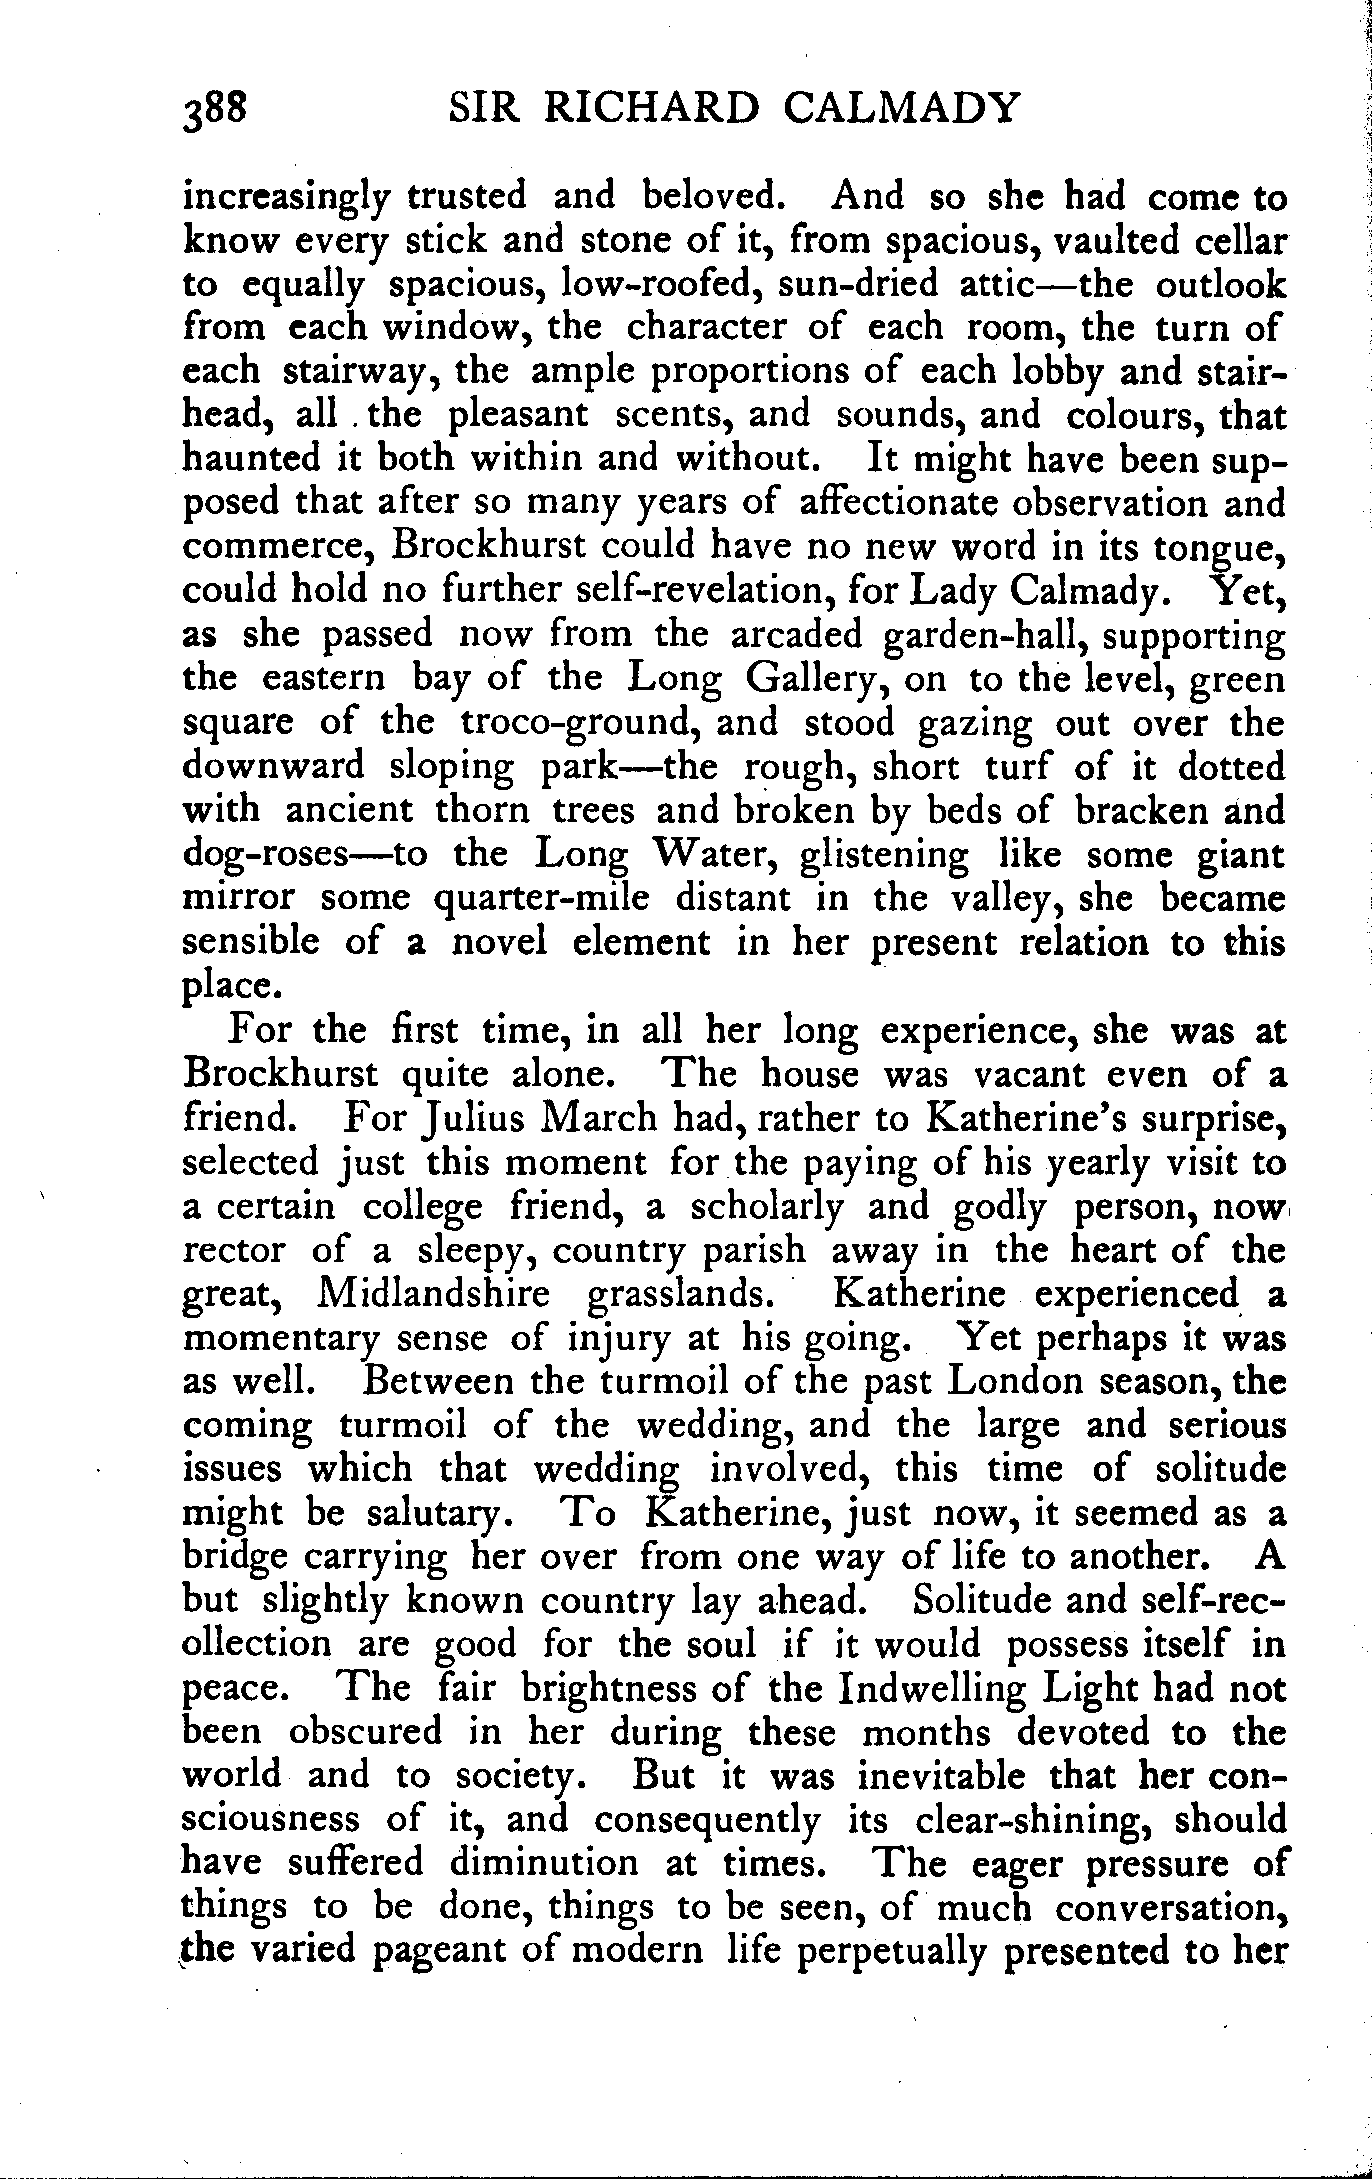 388 SIR RICHARD CALMADY
increasingly trusted and beloved. And so she had come to
know every stick and stone of it, from spacious, vaulted cellar
to equally spacious, low-roofed, sun-dried attic—the outlook
from each window, the character of each room, the turn of
each stairway, the ample proportions of each lobby and stair-
head, all the pleasant scents, and sounds, and colours, that
haunted it both within and without. It might have been sup-
posed that after so many years of affectionate observation and
commerce, Brockhurst could have no new word in its tongue,
could hold no further self-revelation, for Lady Calmady. Yet,
as she passed now from the arcaded garden-hall, supporting
the eastern bay of the Long Gallery, on to the level, green
square of the troco-ground, and stood gazing out over the
downward sloping park—the rough, short turf of it dotted
with ancient thorn trees and broken by beds of bracken and
dog-roses—to the Long Water, glistening like some giant
mirror some quarter-mile distant in the valley, she became
sensible of a novel element in her present relation to this
place.
For the first time, in all her long experience, she was at
Brockhurst quite alone. The house was vacant even of a
friend. For Julius March had, rather to Katherine's surprise,
selected just this moment for the paying of his yearly visit to
a certain college friend, a scholarly and godly person, now
rector of a sleepy, country parish away in the heart of the
great, Midlandshire grasslands. Katherine experienced a
momentary sense of injury at his going. Yet perhaps it was
as well. Between the turmoil of the past London season, the
coming turmoil of the wedding, and the large and serious
issues which that wedding involved, this time of solitude
might be salutary. To Katherine, just now, it seemed as a
bridge carrying her over from one way of life to another. A
but slightly known country lay ahead. Solitude and self-rec-
ollection are good for the soul if it would possess itself in
peace. The fair brightness of the Indwelling Light had not
been obscured in her during these months devoted to the
world and to society. But it was inevitable that her con-
sciousness of it, and consequently its clear-shining, should
have suffered diminution at times. The eager pressure of
things to be done, things to be seen, of much conversation,
the varied pageant of modern life perpetually presented to her